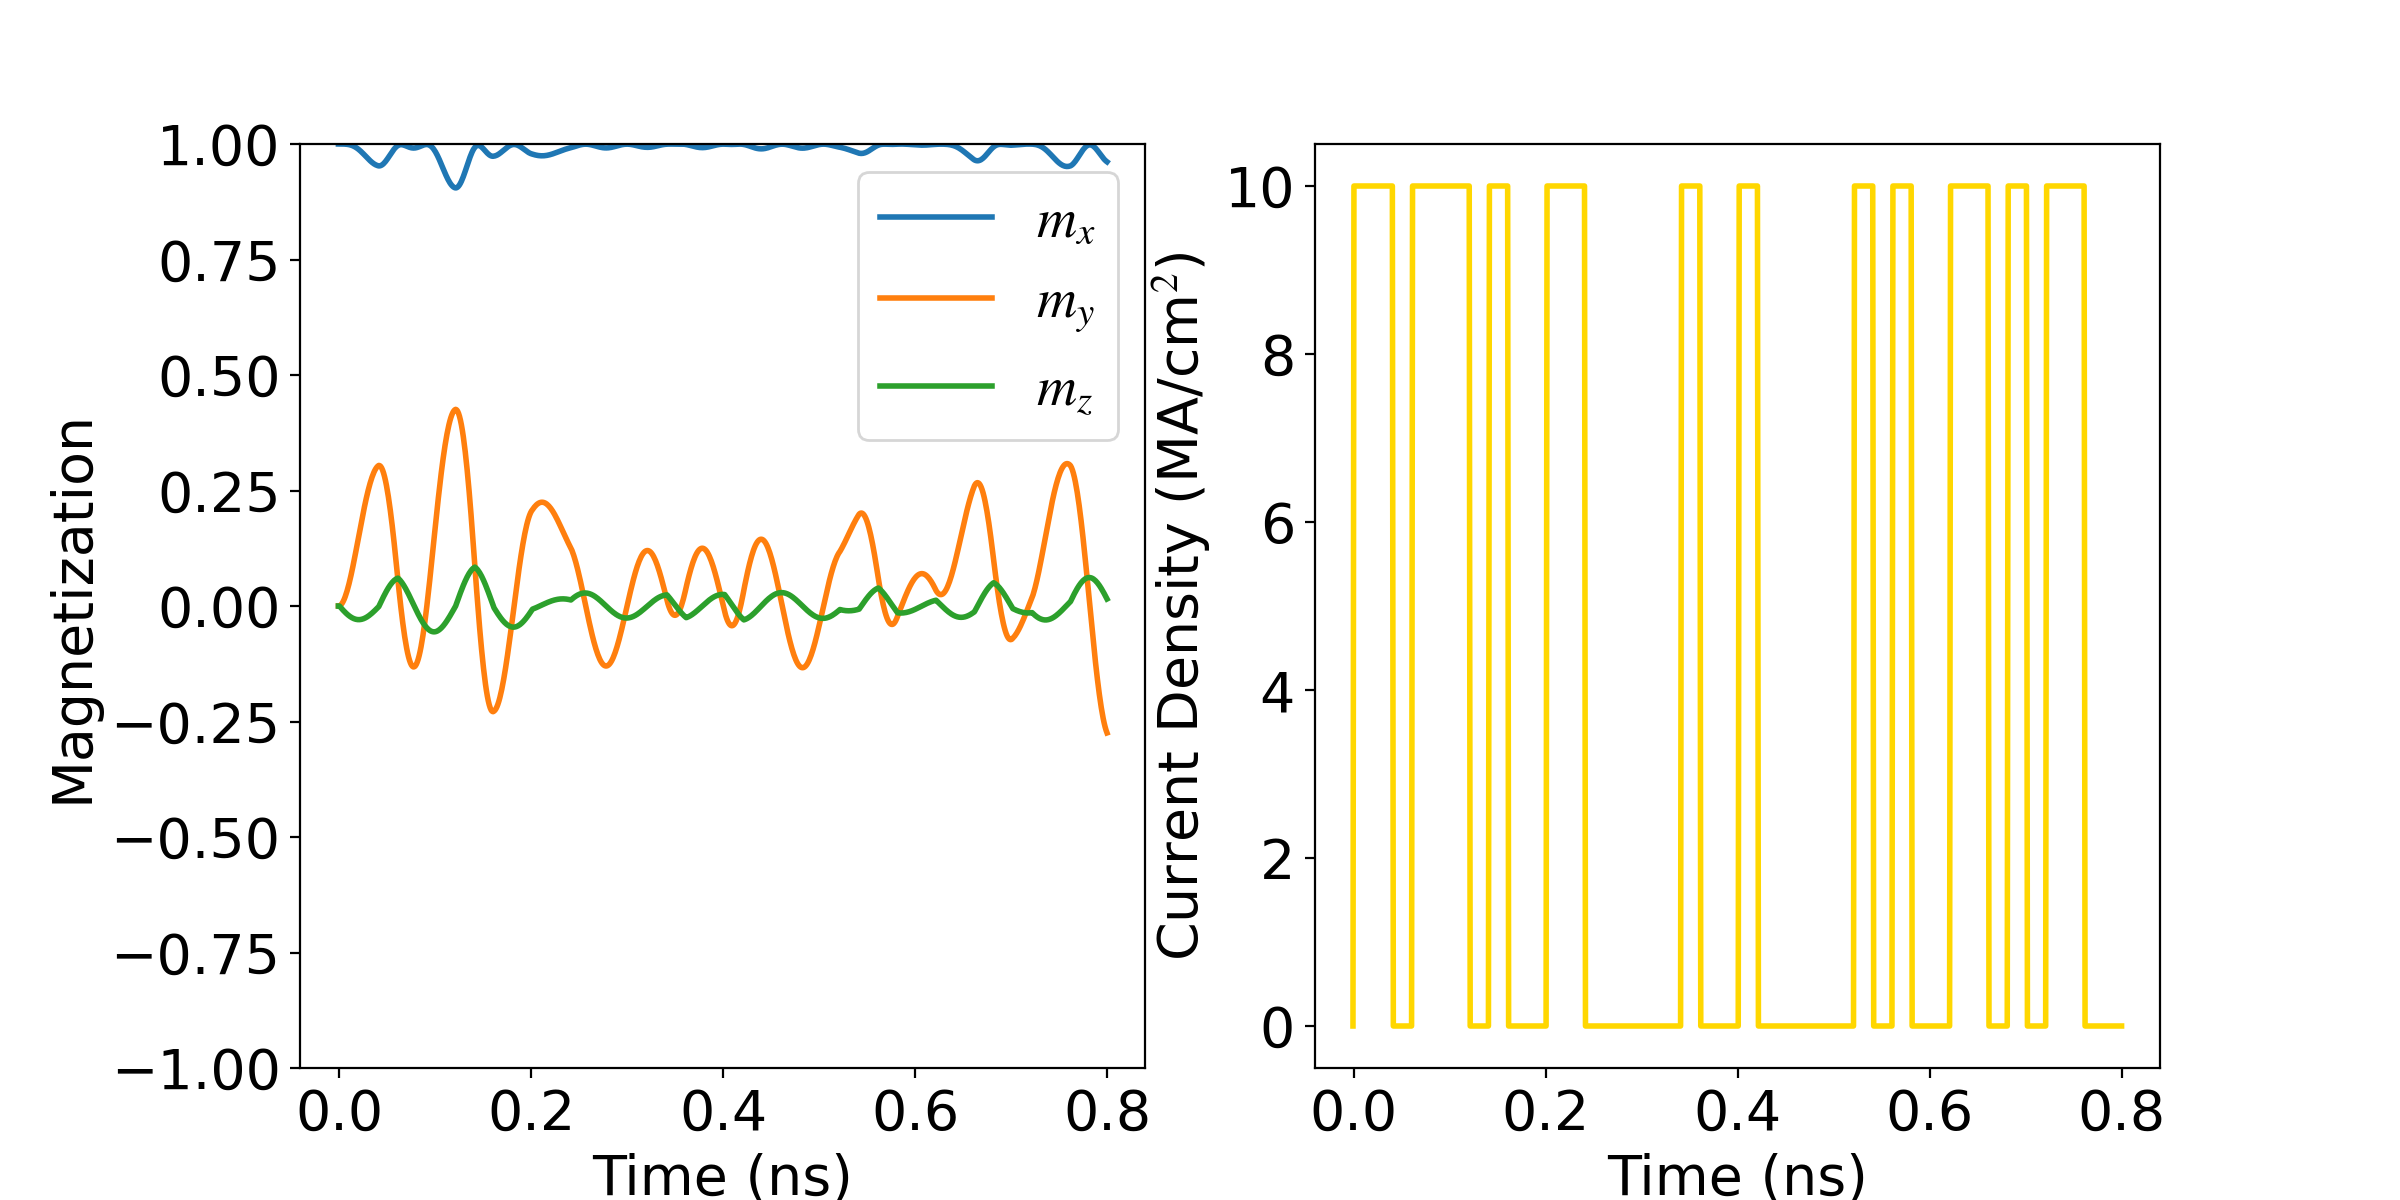 Magnetization
1.00
0.75
0.50
0.25
0.00
−0.25
−0.50
−0.75
−1.00
0.0 0.2 0.4 0.6 0.8
Time (ns)
m_x
m_y
m_z
Current Density (MA/cm²)
10
8
6
4
2
0
0.0 0.2 0.4 0.6 0.8
Time (ns)